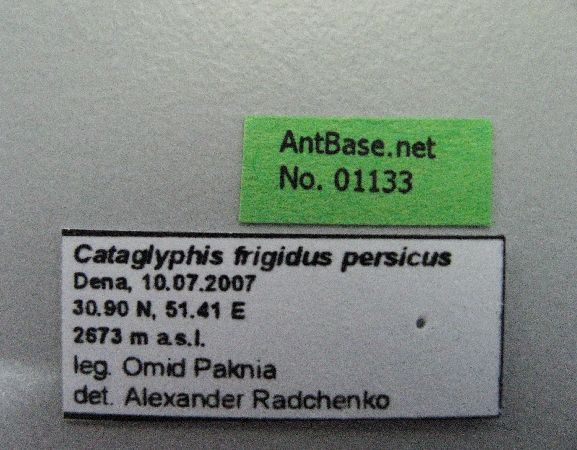 AntBase.net
No. 01133
Cataglyphis frigidus persicus
Dena, 10.07.2007
30.90 N, 51.41 E
2673 m a.s.l.
leg. Omid Paknia
det. Alexander Radchenko